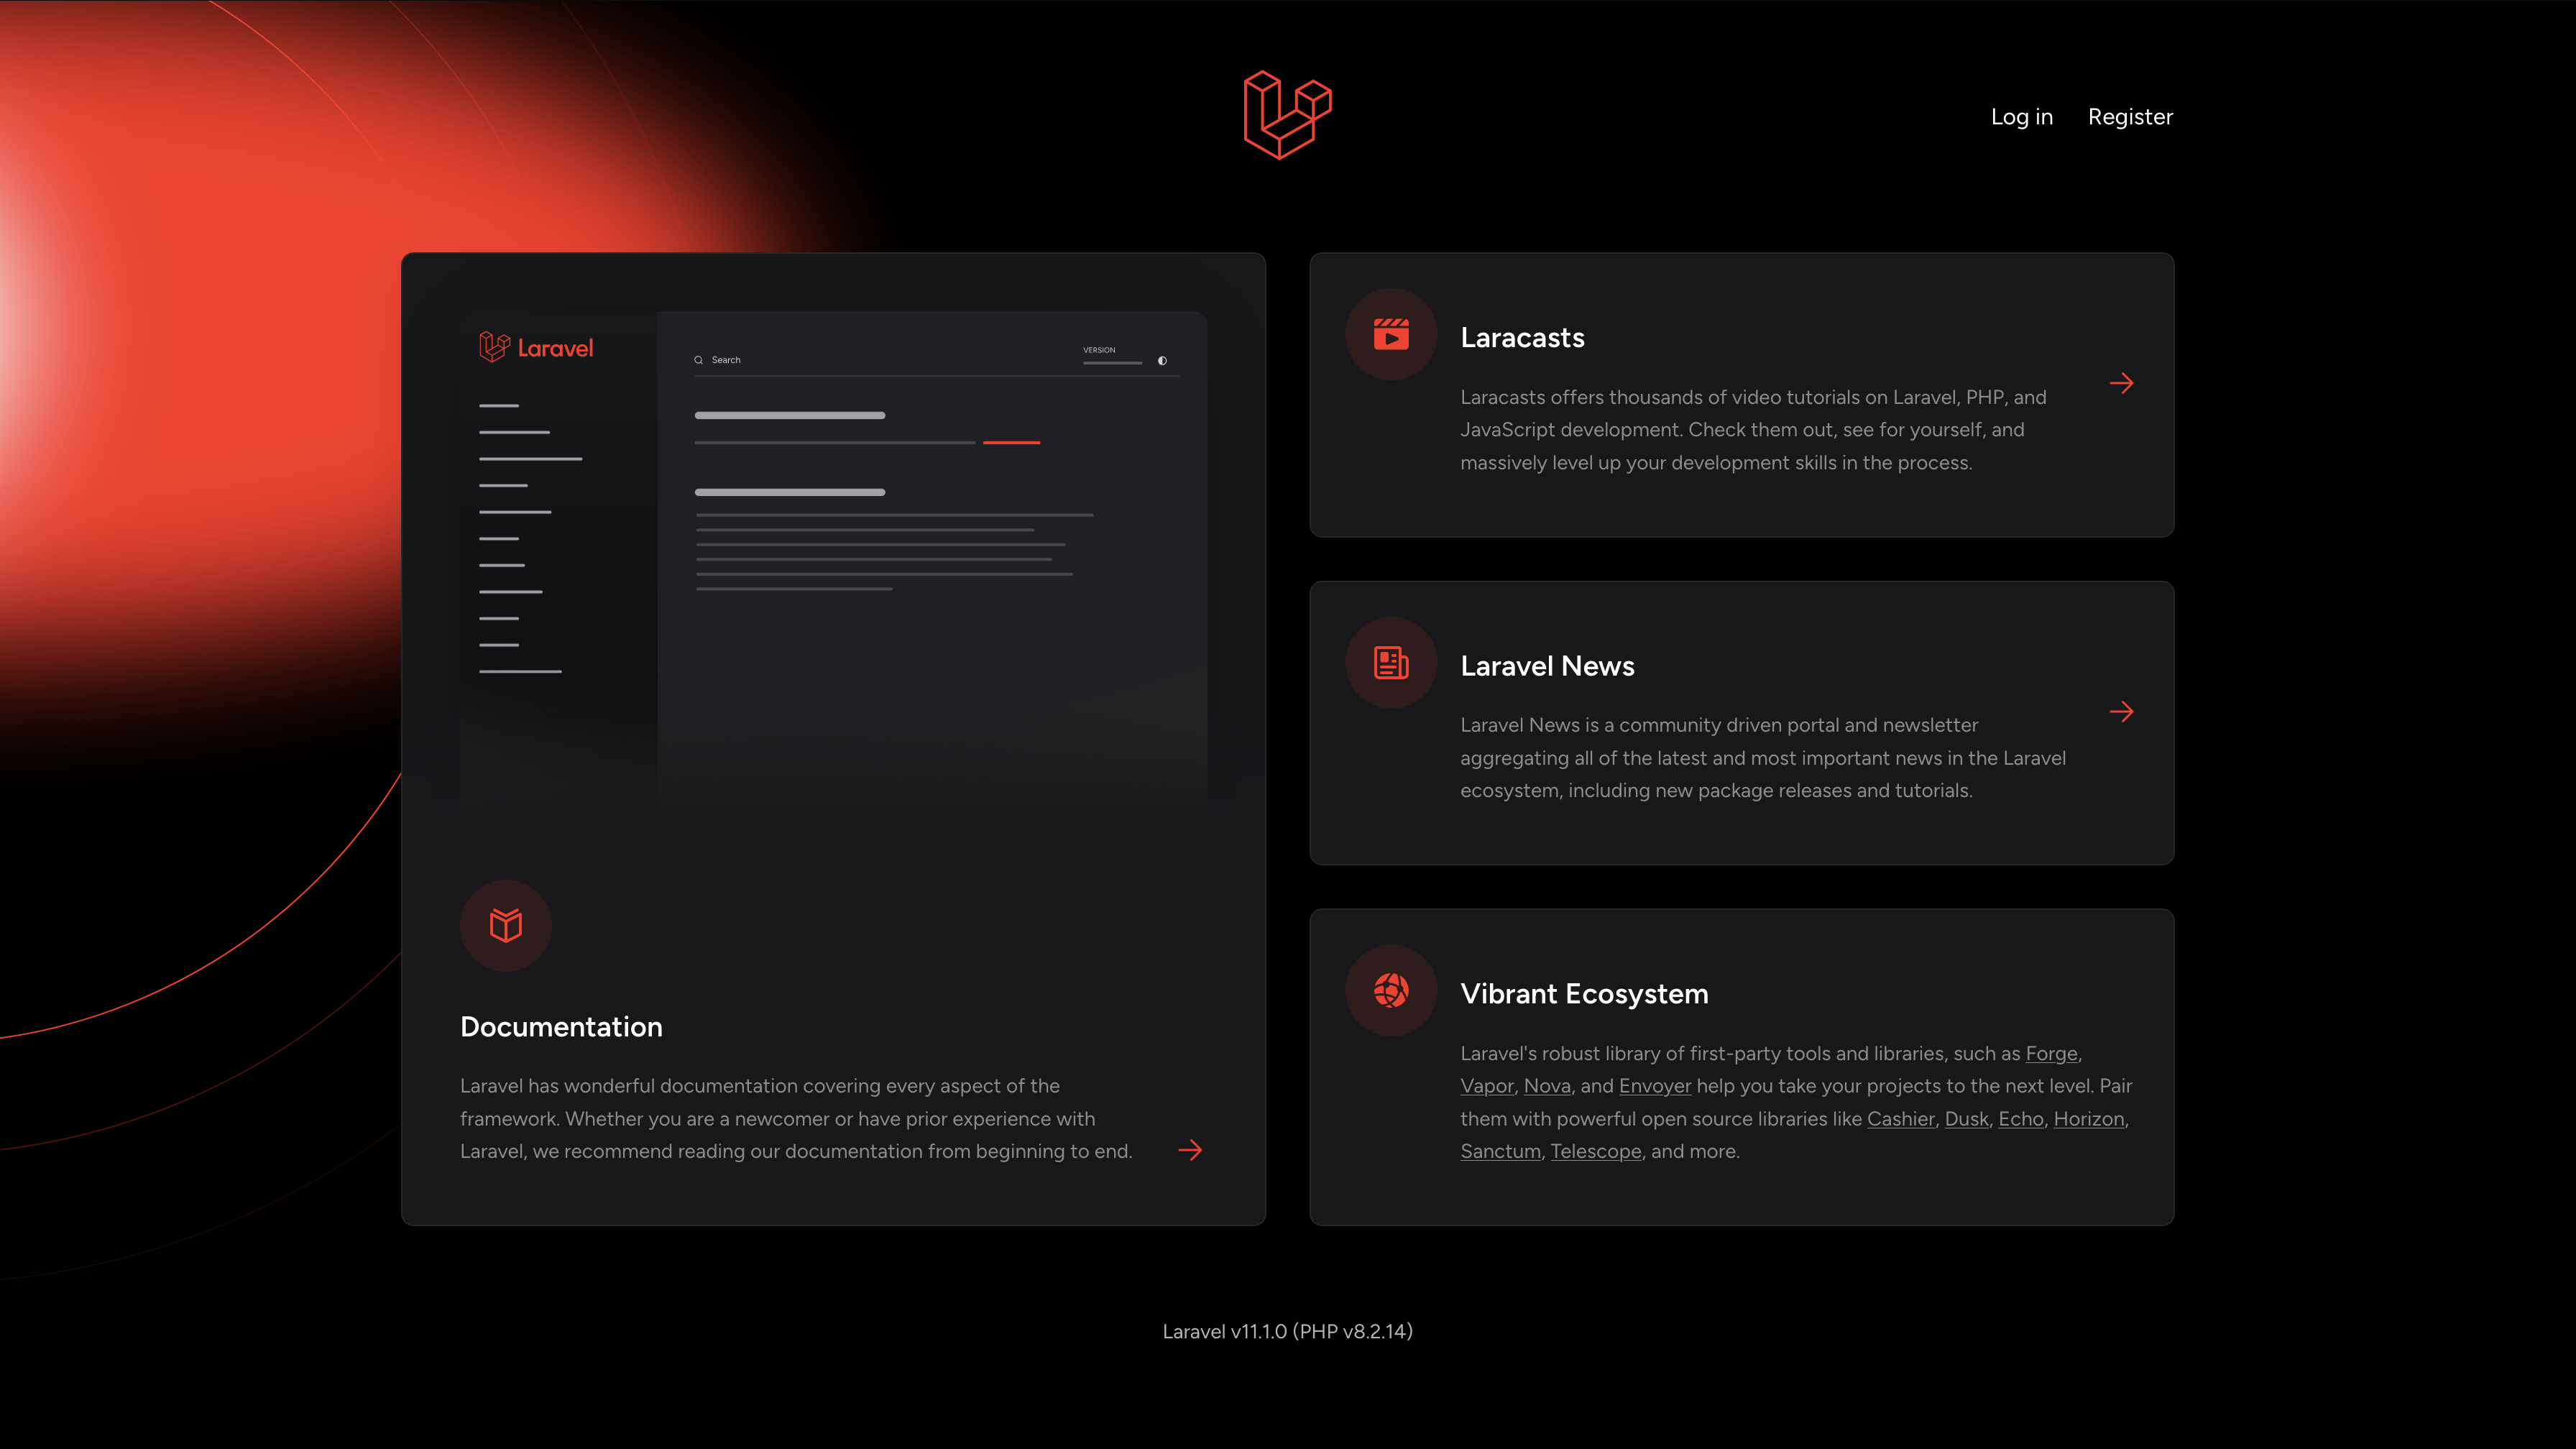 Log in Register
Laravel
Search
VERSION
Documentation
Laravel has wonderful documentation covering every aspect of the
framework. Whether you are a newcomer or have prior experience with
Laravel, we recommend reading our documentation from beginning to end.
Laracasts
Laracasts offers thousands of video tutorials on Laravel, PHP, and
JavaScript development. Check them out, see for yourself, and
massively level up your development skills in the process.
Laravel News
Laravel News is a community driven portal and newsletter
aggregating all of the latest and most important news in the Laravel
ecosystem, including new package releases and tutorials.
Vibrant Ecosystem
Laravel's robust library of first-party tools and libraries, such as Forge,
Vapor, Nova, and Envoyer help you take your projects to the next level. Pair
them with powerful open source libraries like Cashier, Dusk, Echo, Horizon,
Sanctum, Telescope, and more.
Laravel v11.1.0 (PHP v8.2.14)